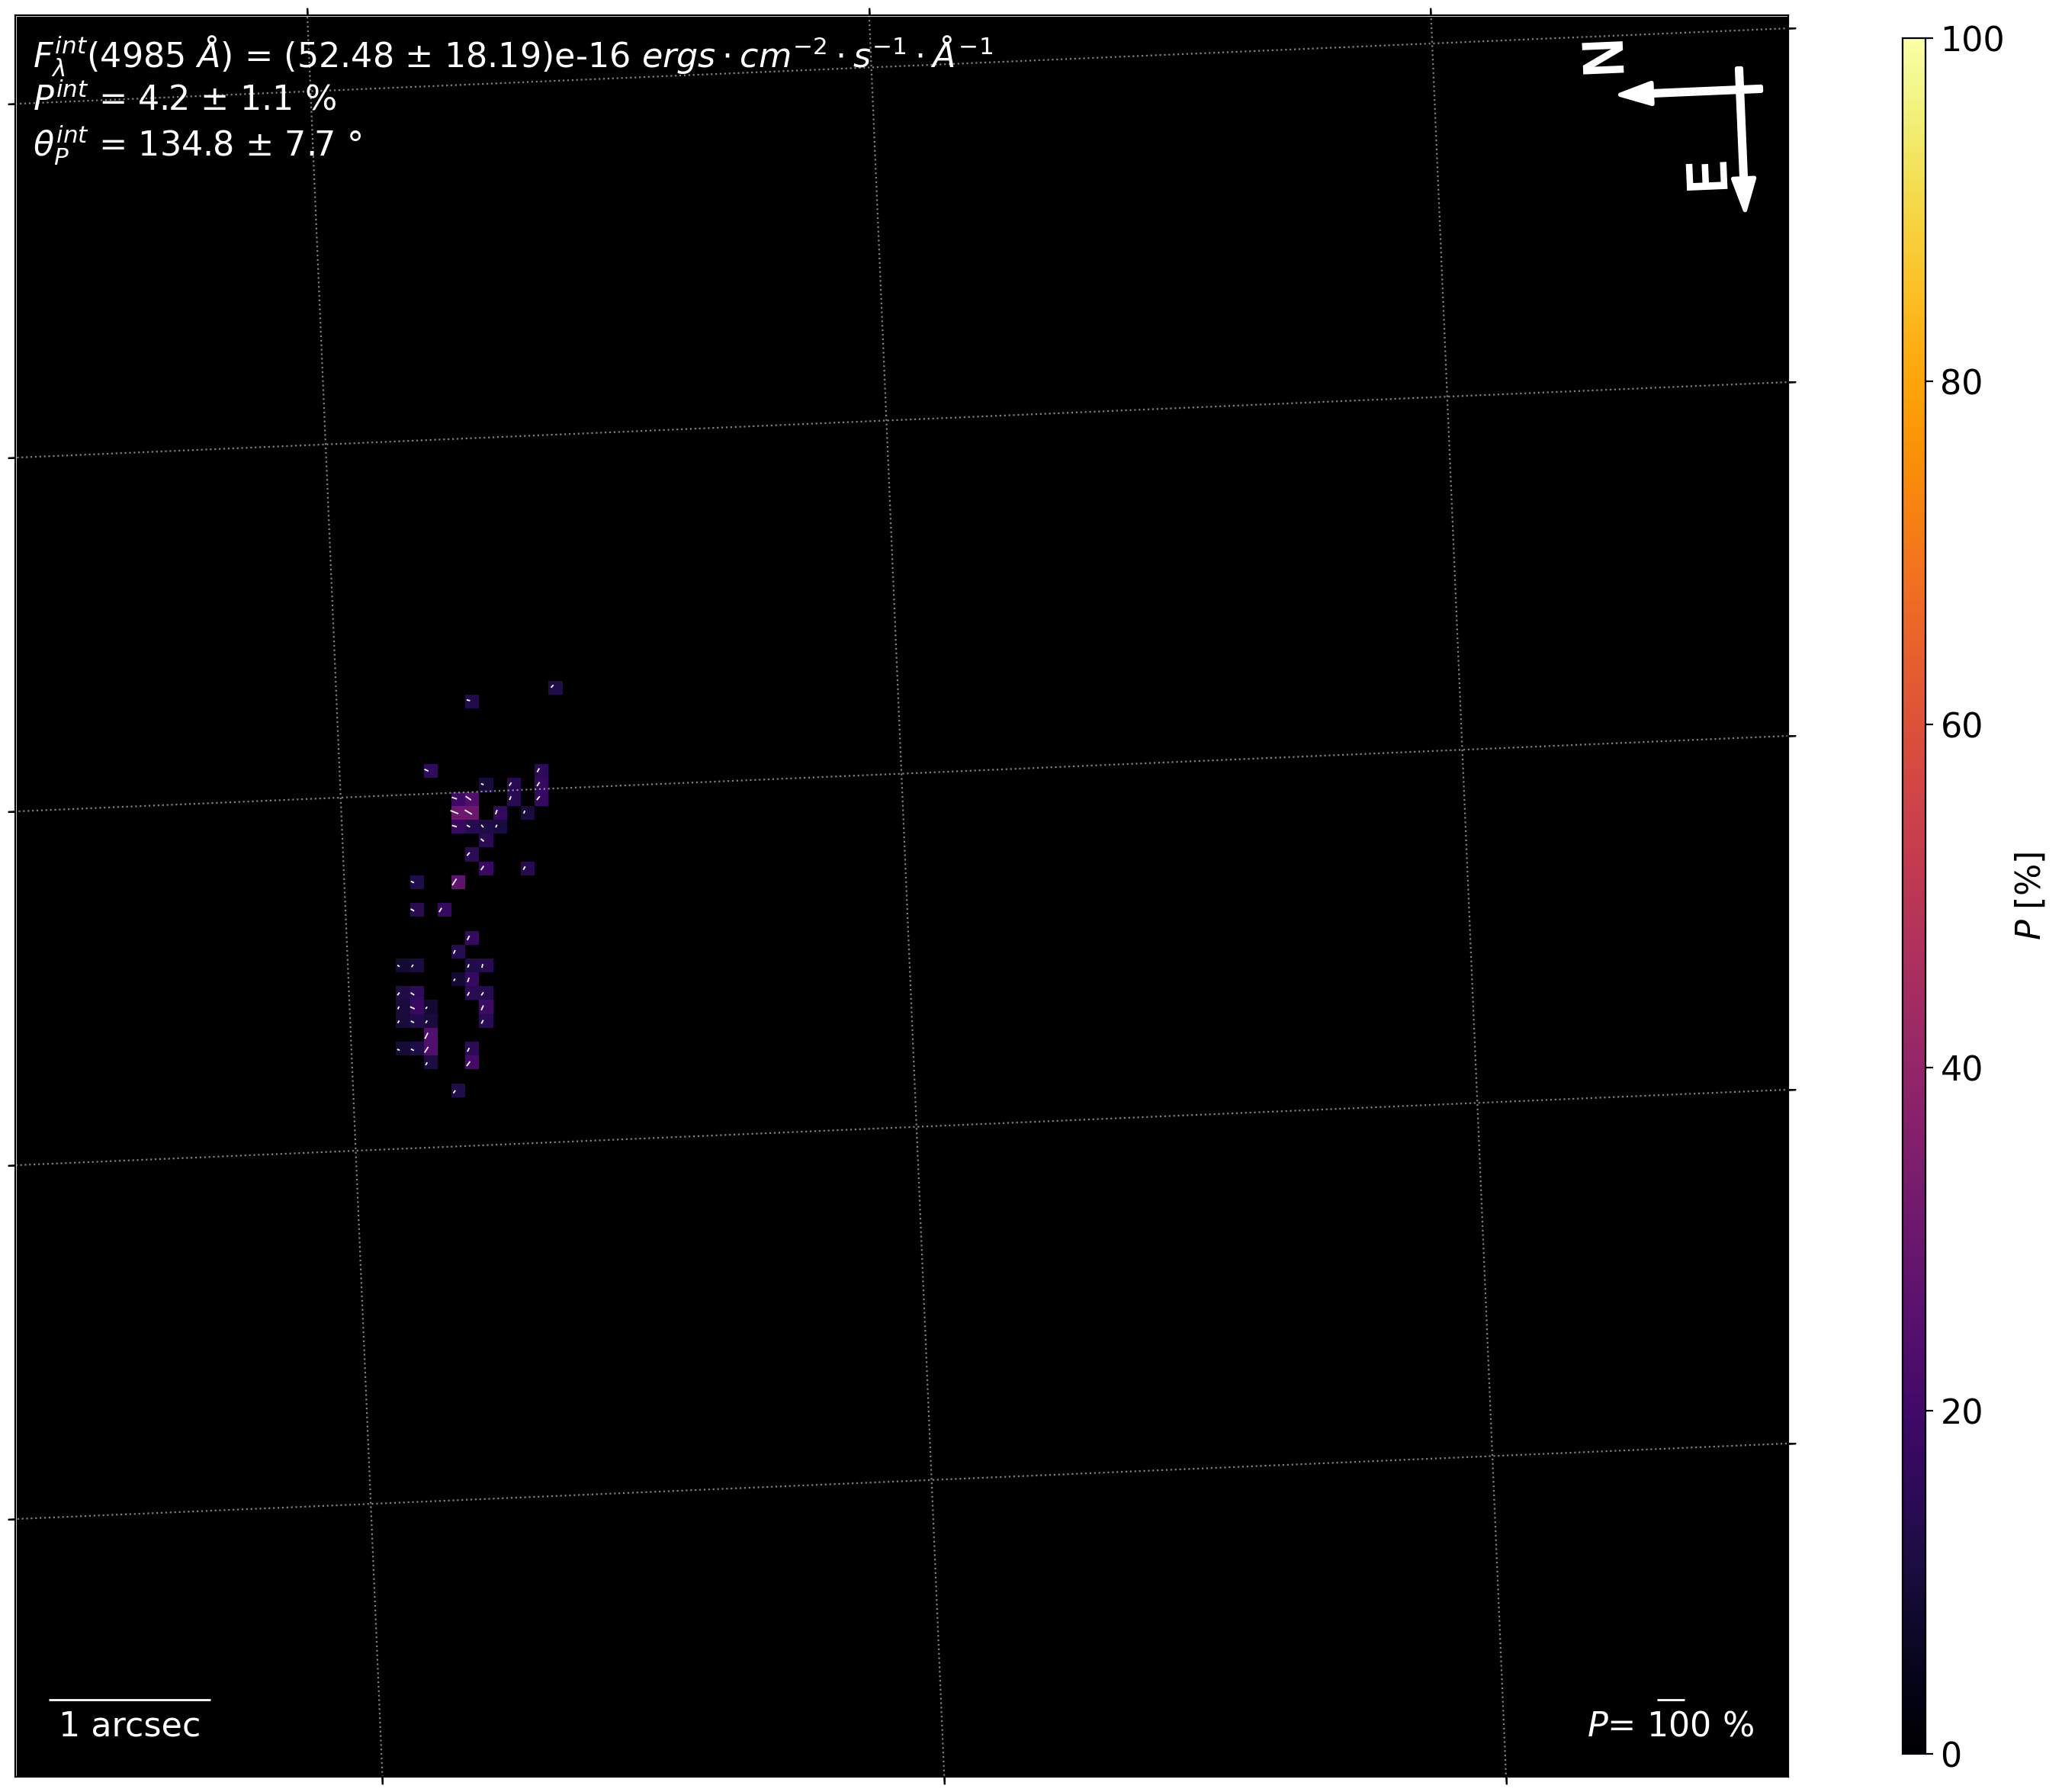 F_λ^int(4985 Å) = (52.48 ± 18.19)e-16 ergs · cm⁻² · s⁻¹ · Å⁻¹
P^int = 4.2 ± 1.1 %
θ_P^int = 134.8 ± 7.7 °
N
E
1 arcsec
P= 100 %
100
80
60
40
20
0
P [%]